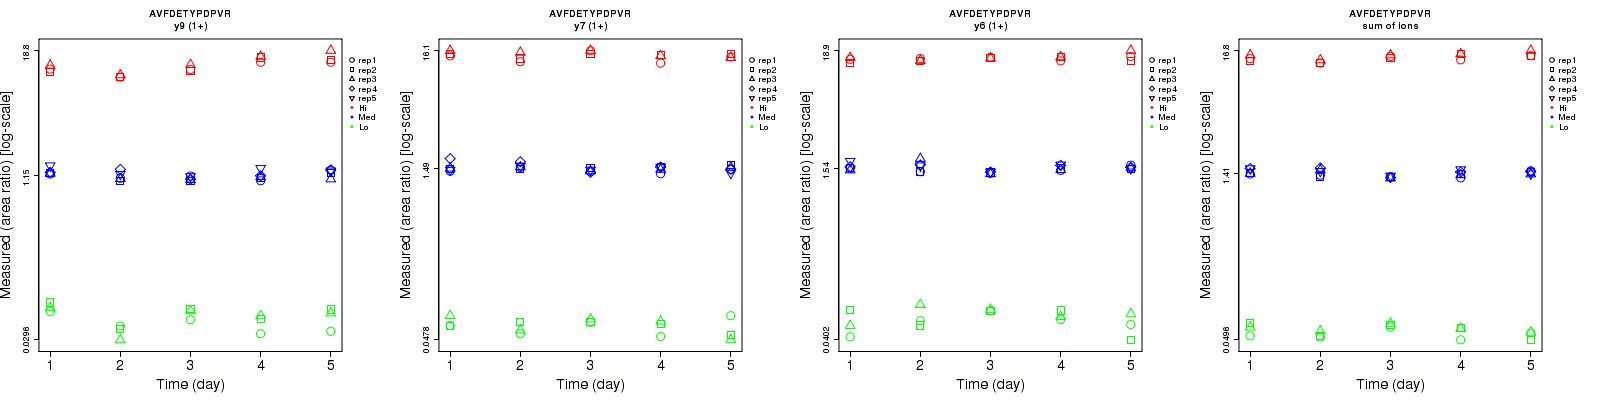 AVFDETYPDPVR
y9 (1+)
Measured (area ratio) [log-scale]
18.8
1.15
0.0296
1 2 3 4 5
Time (day)
rep1
rep2
rep3
rep4
rep5
Hi
Med
Lo
AVFDETYPDPVR
y7 (1+)
Measured (area ratio) [log-scale]
16.1
1.49
0.0478
1 2 3 4 5
Time (day)
rep1
rep2
rep3
rep4
rep5
Hi
Med
Lo
AVFDETYPDPVR
y6 (1+)
Measured (area ratio) [log-scale]
18.9
1.54
0.0402
1 2 3 4 5
Time (day)
rep1
rep2
rep3
rep4
rep5
Hi
Med
Lo
AVFDETYPDPVR
sum of ions
Measured (area ratio) [log-scale]
16.8
1.41
0.0496
1 2 3 4 5
Time (day)
rep1
rep2
rep3
rep4
rep5
Hi
Med
Lo